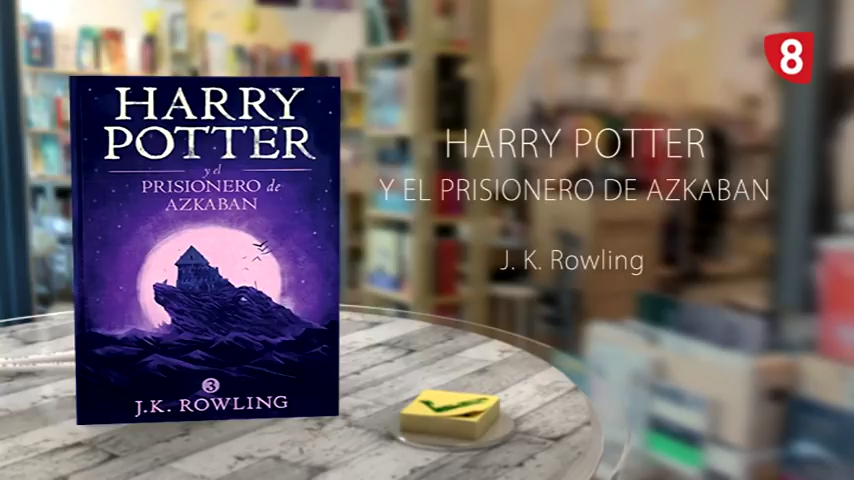 HARRY
POTTER
y el
PRISIONERO de
AZKABAN
3
J.K. ROWLING
HARRY POTTER
Y EL PRISIONERO DE AZKABAN
J. K. Rowling
8